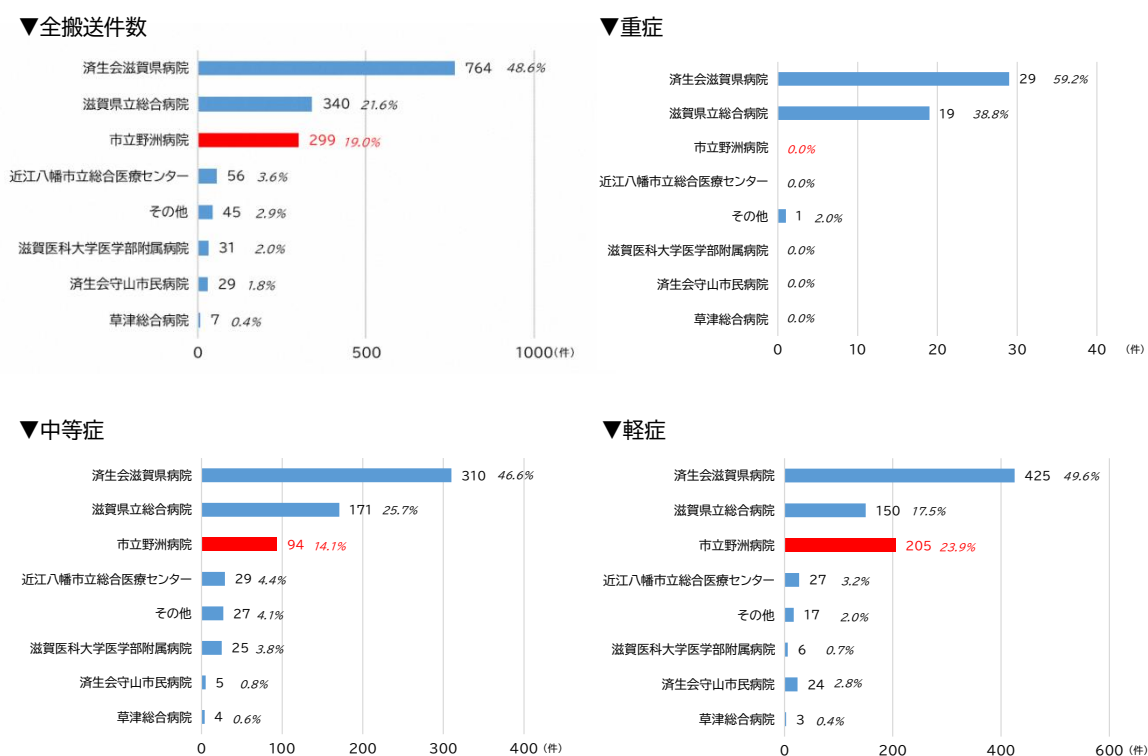 ▼全搬送件数
済生会滋賀県病院 764 48.6%
滋賀県立総合病院 340 21.6%
市立野洲病院 299 19.0%
近江八幡市立総合医療センター 56 3.6%
その他 45 2.9%
滋賀医科大学医学部附属病院 31 2.0%
済生会守山市民病院 29 1.8%
草津総合病院 7 0.4%
0 500 1000(件)
▼重症
済生会滋賀県病院 29 59.2%
滋賀県立総合病院 19 38.8%
市立野洲病院 0.0%
近江八幡市立総合医療センター 0.0%
その他 1 2.0%
滋賀医科大学医学部附属病院 0.0%
済生会守山市民病院 0.0%
草津総合病院 0.0%
0 10 20 30 40 (件)
▼中等症
済生会滋賀県病院 310 46.6%
滋賀県立総合病院 171 25.7%
市立野洲病院 94 14.1%
近江八幡市立総合医療センター 29 4.4%
その他 27 4.1%
滋賀医科大学医学部附属病院 25 3.8%
済生会守山市民病院 5 0.8%
草津総合病院 4 0.6%
0 100 200 300 400 (件)
▼軽症
済生会滋賀県病院 425 49.6%
滋賀県立総合病院 150 17.5%
市立野洲病院 205 23.9%
近江八幡市立総合医療センター 27 3.2%
その他 17 2.0%
滋賀医科大学医学部附属病院 6 0.7%
済生会守山市民病院 24 2.8%
草津総合病院 3 0.4%
0 200 400 600 (件)